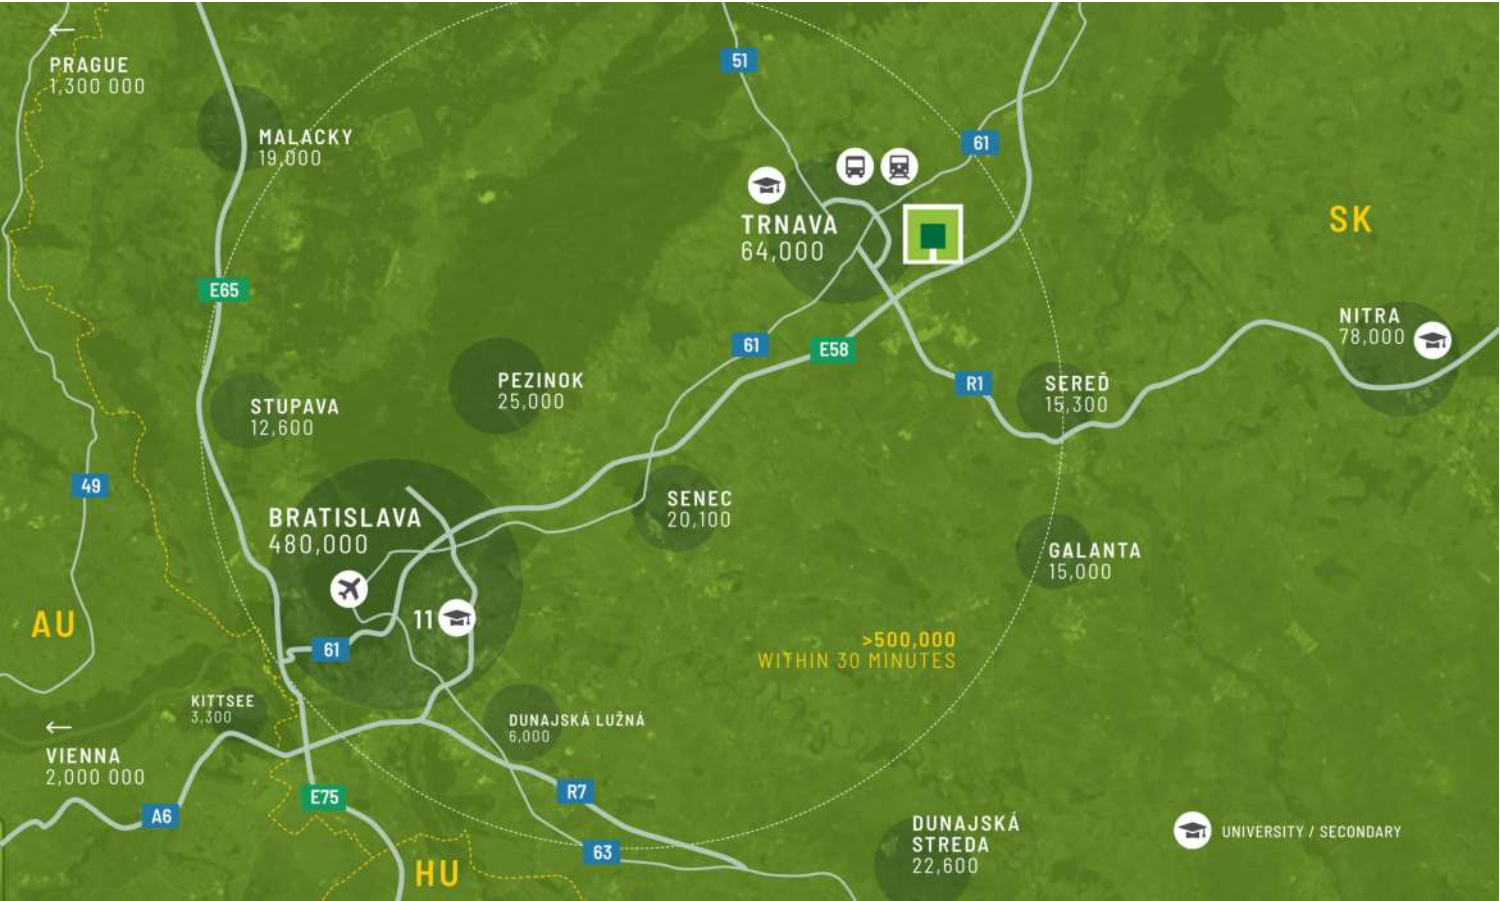 PRAGUE
1,300 000
51
MALACKY
19,000
61
TRNAVA
64,000
SK
E65
NITRA
78,000
61
E58
PEZINOK
25,000
R1
SEREĎ
15,300
STUPAVA
12,600
49
BRATISLAVA
480,000
SENEC
20,100
GALANTA
15,000
AU
11
61
>500,000
WITHIN 30 MINUTES
KITTSEE
3,300
DUNAJSKÁ LUŽNÁ
6,000
VIENNA
2,000 000
E75
R7
A6
DUNAJSKÁ
STREDA
22,600
UNIVERSITY / SECONDARY
63
HU